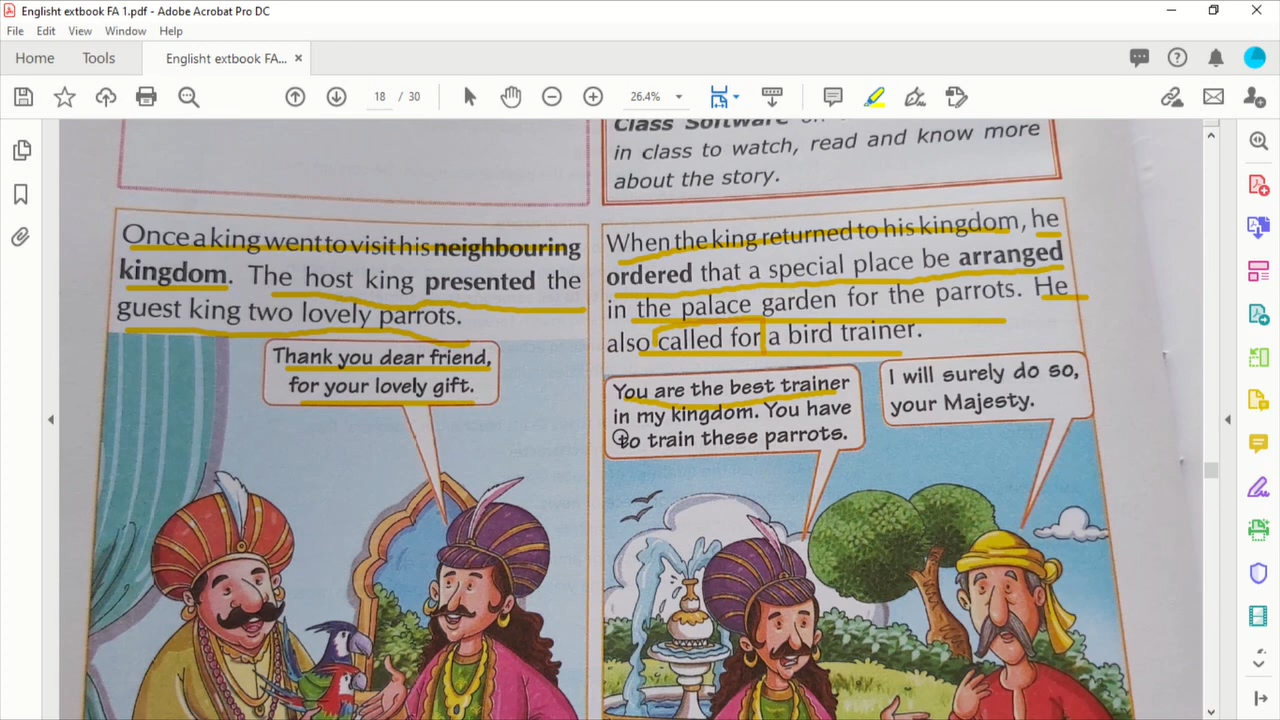 Englisht extbook FA 1.pdf - Adobe Acrobat Pro DC
File Edit View Window Help
Home Tools Englisht extbook FA... ×
18 / 30 26.4%
in class to watch, read and know more
about the story.
Once a king went to visit his neighbouring
kingdom. The host king presented the
guest king two lovely parrots.
Thank you dear friend,
for your lovely gift.
When the king returned to his kingdom, he
ordered that a special place be arranged
in the palace garden for the parrots. He
also called for a bird trainer.
You are the best trainer
in my kingdom. You have
to train these parrots.
I will surely do so,
your Majesty.